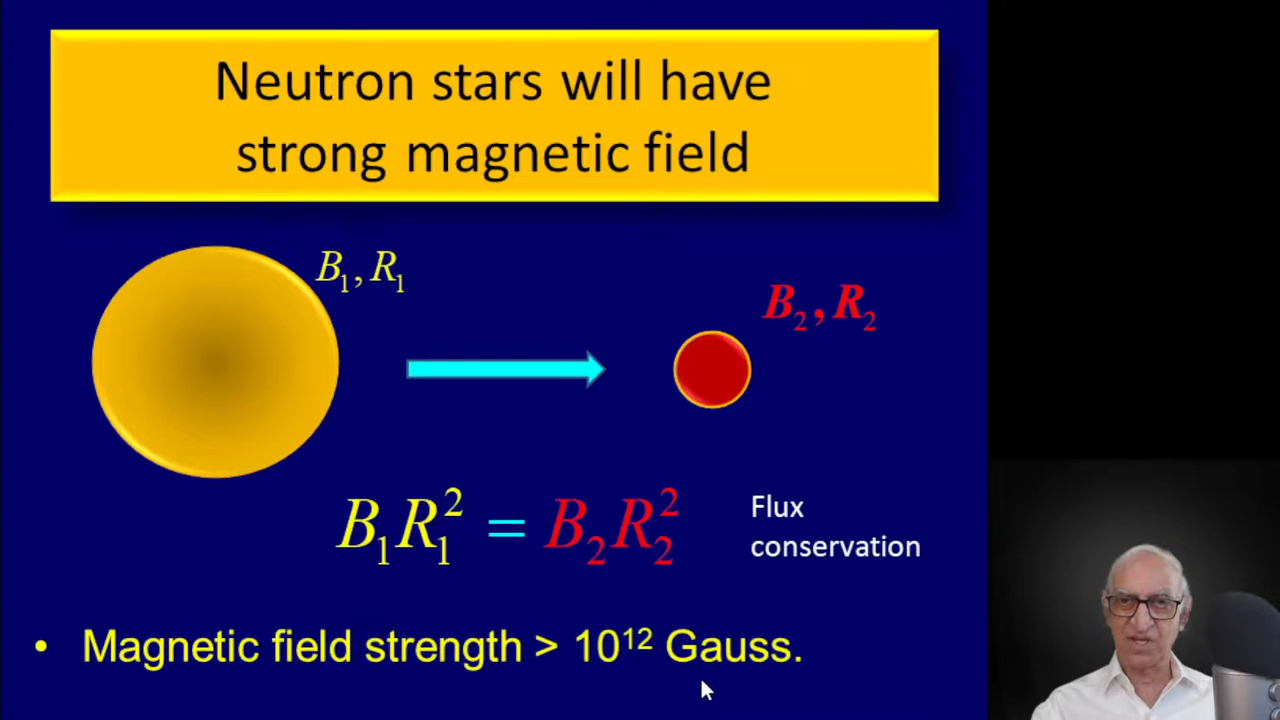 Neutron stars will have
strong magnetic field
B₁, R₁
B₂, R₂
B₁R₁² = B₂R₂²
Flux
conservation
• Magnetic field strength > 10¹² Gauss.